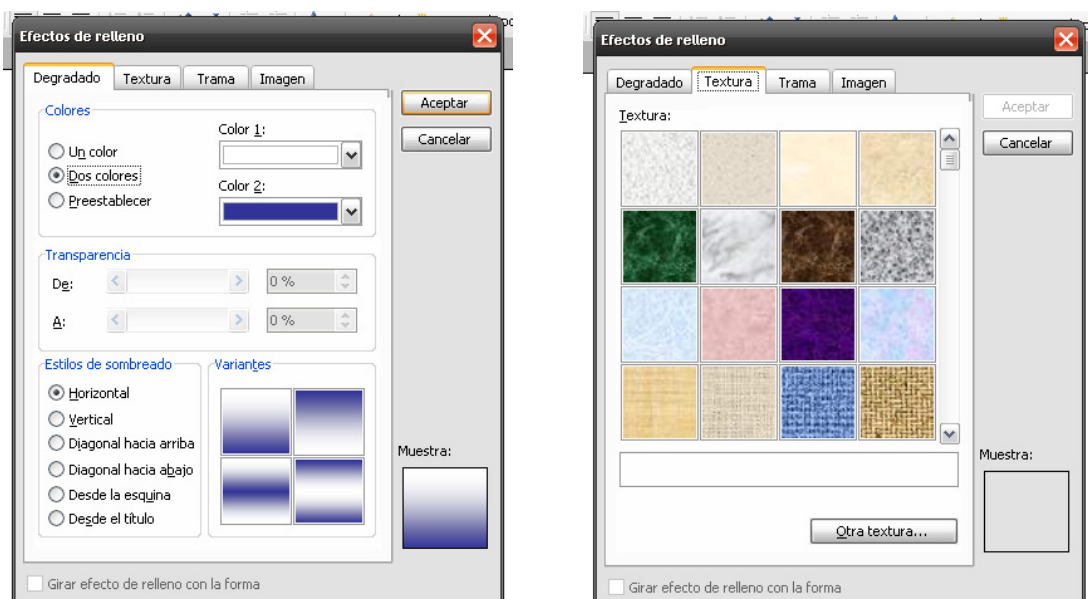 Efectos de relleno
Degradado Textura Trama Imagen
Colores
Un color
Dos colores
Preestablecer
Color 1:
Color 2:
Aceptar
Cancelar
Transparencia
De: 0 %
A: 0 %
Estilos de sombreado
Horizontal
Vertical
Diagonal hacia arriba
Diagonal hacia abajo
Desde la esquina
Desde el título
Variantes
Muestra:
Girar efecto de relleno con la forma
Efectos de relleno
Degradado Textura Trama Imagen
Textura:
Aceptar
Cancelar
Muestra:
Otra textura...
Girar efecto de relleno con la forma